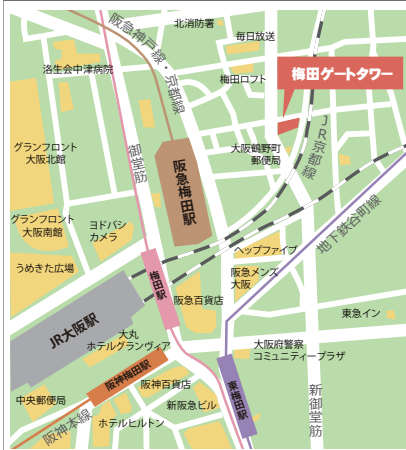 北消防署
阪急神戸線・京都線
毎日放送
洛生会中津病院
梅田ロフト
梅田ゲートタワー
JR京都線
グランフロント
大阪北館
御堂筋
阪急梅田駅
大阪鶴野町
郵便局
グランフロント
大阪南館
ヨドバシ
カメラ
地下鉄谷町線
うめきた広場
ヘップファイブ
梅田駅
阪急メンズ
大阪
阪急百貨店
JR大阪駅
大丸
ホテルグランヴィア
東急イン
大阪府警察
コミュニティープラザ
阪神梅田駅
阪神百貨店
東梅田駅
中央郵便局
新阪急ビル
新御堂筋
阪神本線
ホテルヒルトン